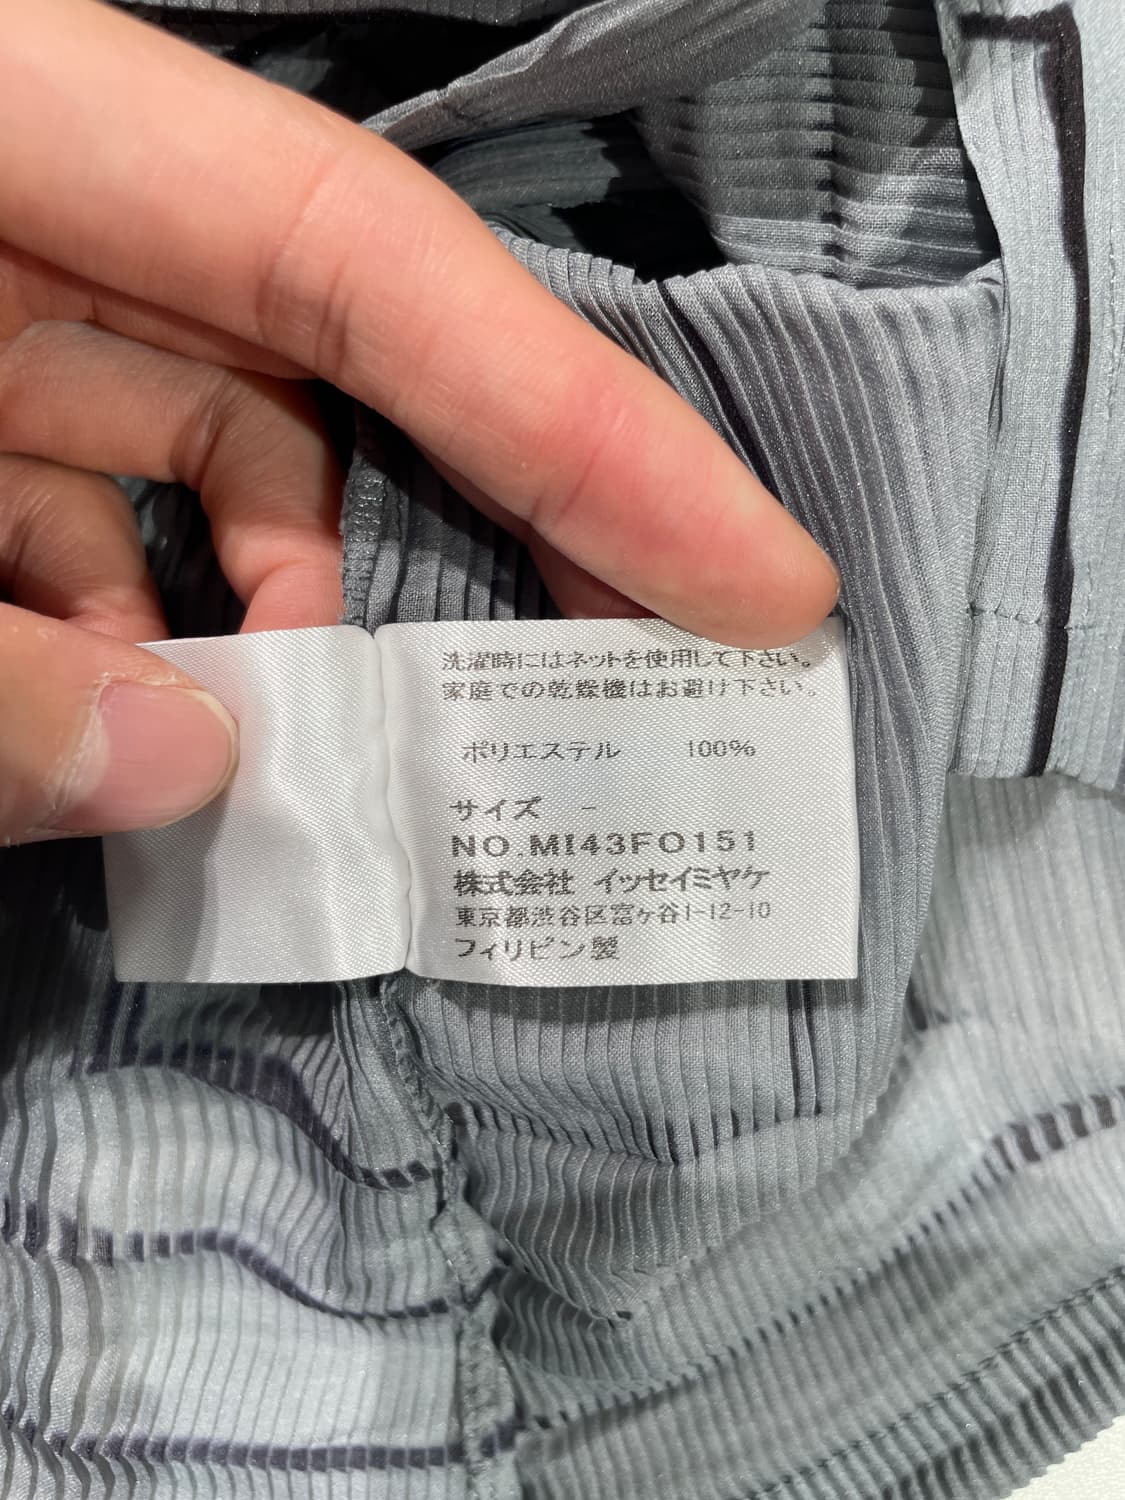 洗濯時にはネットを使用して下さい。
家庭での乾燥機はお避け下さい。
ポリエステル 100%
サイズ -
NO.MI43FO151
株式会社 イッセイミヤケ
東京都渋谷区富ヶ谷1-12-10
フィリピン製